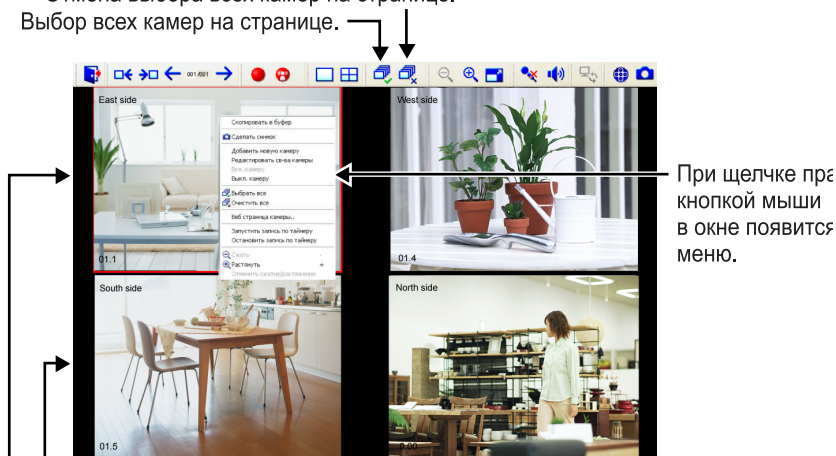 Отмена выбора всех камер на странице.
Выбор всех камер на странице.
001/001
East side
West side
Скопировать в буфер
Сделать снимок
Добавить новую камеру
Редактировать св-ва камеры
Вкл. камеру
Выкл. камеру
Выбрать все
Очистить все
Веб страница камеры..
Запустить запись по таймеру
Остановить запись по таймеру
Сжать -
Растянуть +
Отменить сжатие/растяжение
При щелчке пра
кнопкой мыши
в окне появится
меню.
01.1
01.4
South side
North side
01.5
0.00